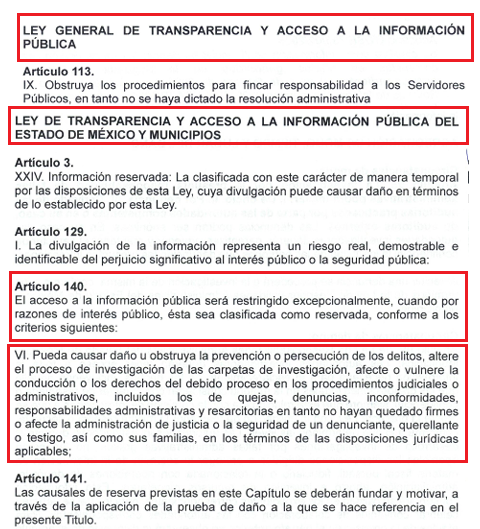 LEY GENERAL DE TRANSPARENCIA Y ACCESO A LA INFORMACIÓN
PÚBLICA
Artículo 113.
IX. Obstruya los procedimientos para fincar responsabilidad a los Servidores
Públicos, en tanto no se haya dictado la resolución administrativa
LEY DE TRANSPARENCIA Y ACCESO A LA INFORMACIÓN PÚBLICA DEL
ESTADO DE MÉXICO Y MUNICIPIOS
Artículo 3.
XXIV. Información reservada: La clasificada con este carácter de manera temporal
por las disposiciones de esta Ley, cuya divulgación puede causar daño en términos
de lo establecido por esta Ley.
Artículo 129.
I. La divulgación de la información representa un riesgo real, demostrable e
identificable del perjuicio significativo al interés público o la seguridad pública:
Artículo 140.
El acceso a la información pública será restringido excepcionalmente, cuando por
razones de interés público, ésta sea clasificada como reservada, conforme a los
criterios siguientes:
VI. Pueda causar daño u obstruya la prevención o persecución de los delitos, altere
el proceso de investigación de las carpetas de investigación, afecte o vulnere la
conducción o los derechos del debido proceso en los procedimientos judiciales o
administrativos, incluidos los de quejas, denuncias, inconformidades,
responsabilidades administrativas y resarcitorias en tanto no hayan quedado firmes
o afecte la administración de justicia o la seguridad de un denunciante, querellante
o testigo, así como sus familias, en los términos de las disposiciones jurídicas
aplicables;
Artículo 141.
Las causales de reserva previstas en este Capítulo se deberán fundar y motivar, a
través de la aplicación de la prueba de daño a la que se hace referencia en el
presente Titulo.